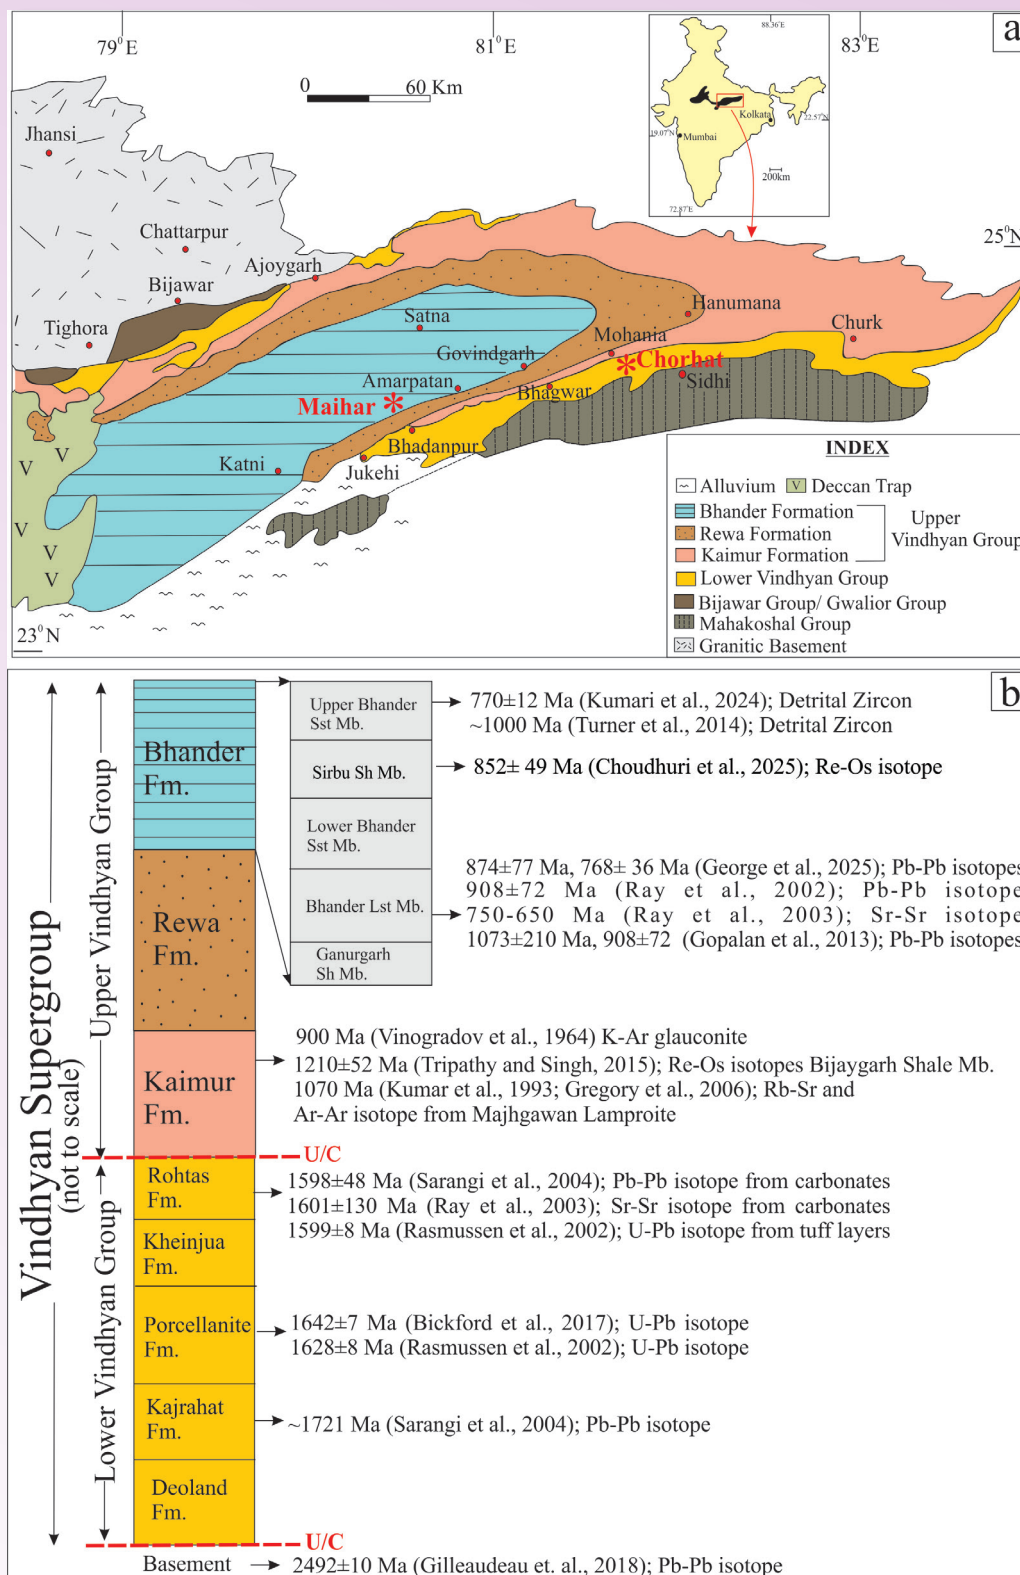 a
79°E
81°E
83°E
0 60 Km
88.36°E
Kolkata
22.57°N
19.07°N
Mumbai
200km
72.87°E
25°N
Jhansi
Chattarpur
Ajoygarh
Bijawar
Tighora
Satna
Hanumana
Mohania
Churk
Govindgarh
Chorhat
Amarpatan
Sidhi
Maihar
Bhagwar
Bhadanpur
Katni
Jukehi
V
V
V
V
V
23°N
INDEX
Alluvium V Deccan Trap
Bhander Formation
Rewa Formation
Kaimur Formation
Upper
Vindhyan Group
Lower Vindhyan Group
Bijawar Group/ Gwalior Group
Mahakoshal Group
Granitic Basement
b
Vindhyan Supergroup
(not to scale)
Upper Vindhyan Group
Lower Vindhyan Group
Bhander
Fm.
Rewa
Fm.
Kaimur
Fm.
U/C
Rohtas
Fm.
Kheinjua
Fm.
Porcellanite
Fm.
Kajrahat
Fm.
Deoland
Fm.
U/C
Basement
Upper Bhander
Sst Mb.
Sirbu Sh Mb.
Lower Bhander
Sst Mb.
Bhander Lst Mb.
Ganurgarh
Sh Mb.
770±12 Ma (Kumari et al., 2024); Detrital Zircon
~1000 Ma (Turner et al., 2014); Detrital Zircon
852± 49 Ma (Choudhuri et al., 2025); Re-Os isotope
874±77 Ma, 768± 36 Ma (George et al., 2025); Pb-Pb isotopes
908±72 Ma (Ray et al., 2002); Pb-Pb isotope
750-650 Ma (Ray et al., 2003); Sr-Sr isotope
1073±210 Ma, 908±72 (Gopalan et al., 2013); Pb-Pb isotopes
900 Ma (Vinogradov et al., 1964) K-Ar glauconite
1210±52 Ma (Tripathy and Singh, 2015); Re-Os isotopes Bijaygarh Shale Mb.
1070 Ma (Kumar et al., 1993; Gregory et al., 2006); Rb-Sr and
Ar-Ar isotope from Majhgawan Lamproite
1598±48 Ma (Sarangi et al., 2004); Pb-Pb isotope from carbonates
1601±130 Ma (Ray et al., 2003); Sr-Sr isotope from carbonates
1599±8 Ma (Rasmussen et al., 2002); U-Pb isotope from tuff layers
1642±7 Ma (Bickford et al., 2017); U-Pb isotope
1628±8 Ma (Rasmussen et al., 2002); U-Pb isotope
~1721 Ma (Sarangi et al., 2004); Pb-Pb isotope
2492±10 Ma (Gilleaudeau et. al., 2018); Pb-Pb isotope